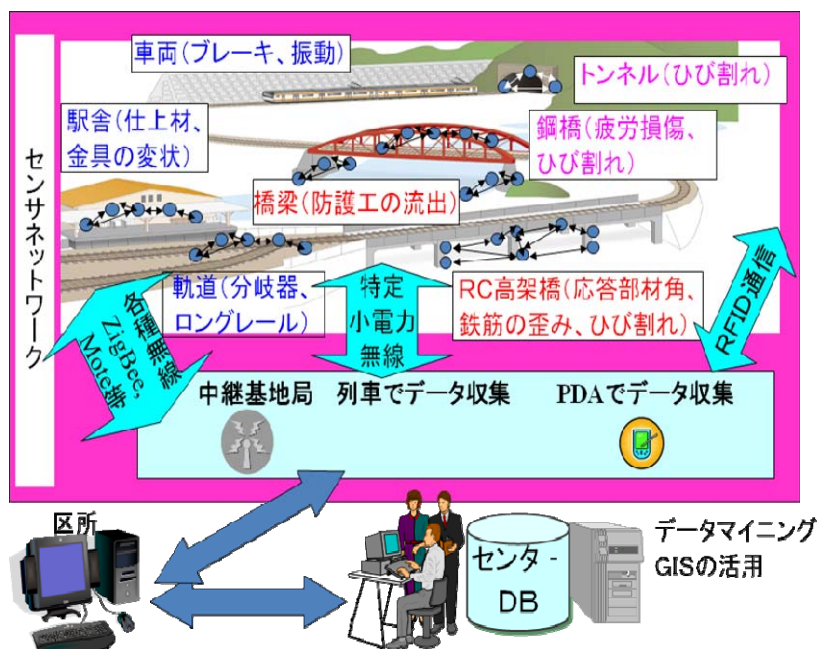 車両(ブレーキ、振動)
トンネル(ひび割れ)
駅舎(仕上材、
金具の変状)
鋼橋(疲労損傷、
ひび割れ)
センサネットワーク
橋梁(防護工の流出)
軌道(分岐器、
ロングレール)
特定
小電力
無線
RC高架橋(応答部材角、
鉄筋の歪み、ひび割れ)
各種無線
ZigBee,
Mote等
RFID通信
中継基地局
列車でデータ収集
PDAでデータ収集
区所
センタ-
DB
データマイニング
GISの活用